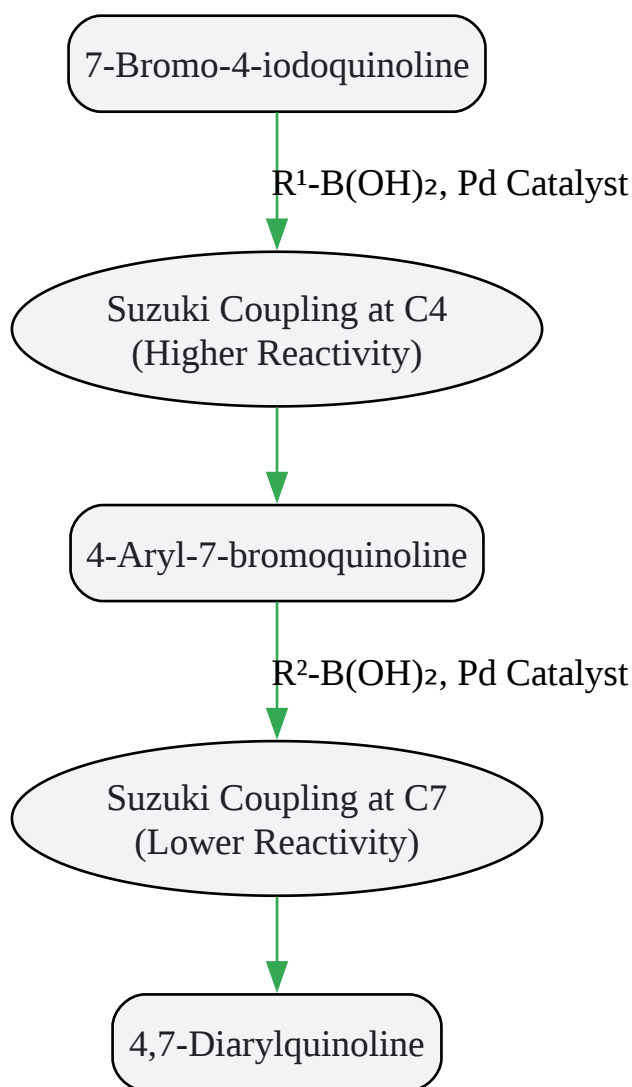 7-Bromo-4-iodoquinoline
R¹-B(OH)₂, Pd Catalyst
Suzuki Coupling at C4
(Higher Reactivity)
4-Aryl-7-bromoquinoline
R²-B(OH)₂, Pd Catalyst
Suzuki Coupling at C7
(Lower Reactivity)
4,7-Diarylquinoline